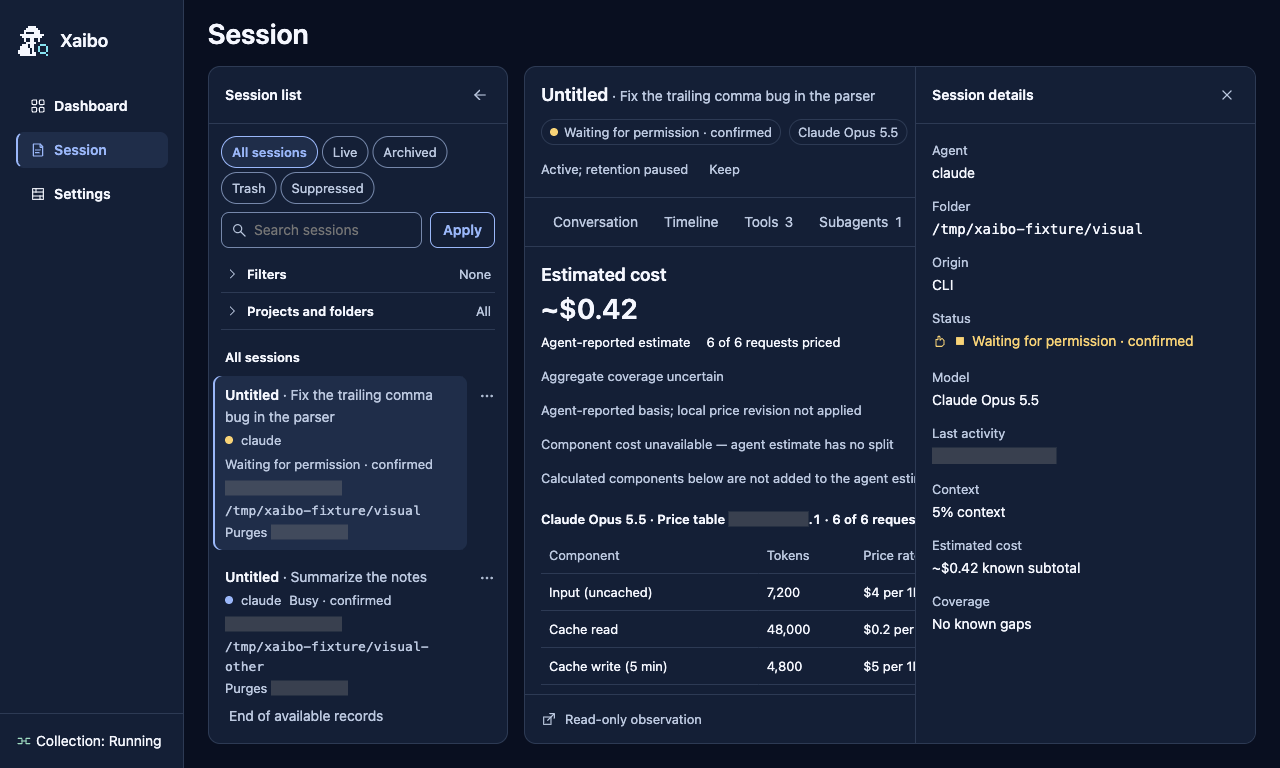 Xaibo
Dashboard
Session
Settings
Collection: Running
Session
Session list
All sessions
Live
Archived
Trash
Suppressed
Search sessions
Apply
Filters
None
Projects and folders
All
All sessions
Untitled · Fix the trailing comma
bug in the parser
claude
Waiting for permission · confirmed
/tmp/xaibo-fixture/visual
Purges
Untitled · Summarize the notes
claude Busy · confirmed
/tmp/xaibo-fixture/visual-
other
Purges
End of available records
Untitled · Fix the trailing comma bug in the parser
Waiting for permission · confirmed
Claude Opus 5.5
Active; retention paused
Keep
Conversation
Timeline
Tools 3
Subagents 1
Estimated cost
~$0.42
Agent-reported estimate
6 of 6 requests priced
Aggregate coverage uncertain
Agent-reported basis; local price revision not applied
Component cost unavailable — agent estimate has no split
Calculated components below are not added to the agent
Claude Opus 5.5 · Price table .1 · 6 of 6
Component
Tokens
Price
Input (uncached)
7,200
$4 per
Cache read
48,000
$0.2 per
Cache write (5 min)
4,800
$5 per
Read-only observation
Session details
Agent
claude
Folder
/tmp/xaibo-fixture/visual
Origin
CLI
Status
Waiting for permission · confirmed
Model
Claude Opus 5.5
Last activity
Context
5% context
Estimated cost
~$0.42 known subtotal
Coverage
No known gaps